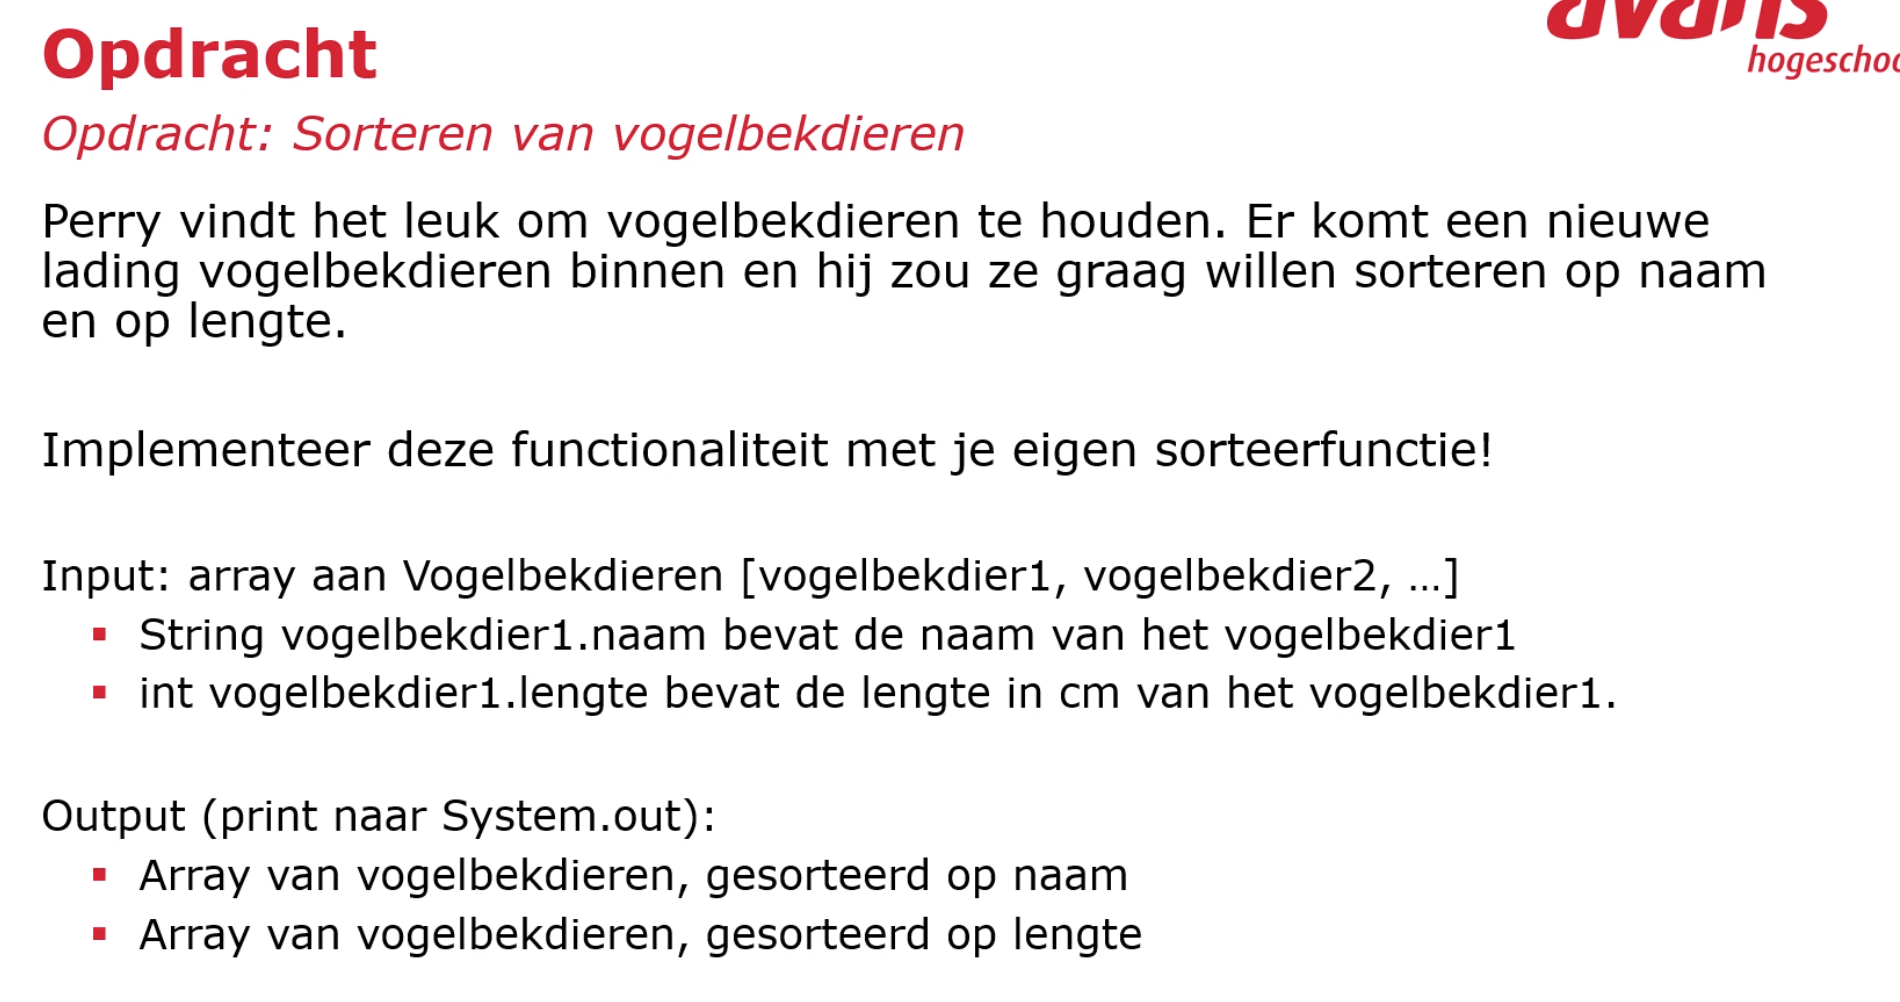 Opdracht
avans
Opdracht: Sorteren van vogelbekdieren
Perry vindt het leuk om vogelbekdieren te houden. Er komt een nieuwe
lading vogelbekdieren binnen en hij zou ze graag willen sorteren op naam
en op lengte.
Implementeer deze functionaliteit met je eigen sorteerfunctie!
Input: array aan Vogelbekdieren [vogelbekdier1, vogelbekdier2, …]
▪ String vogelbekdier1.naam bevat de naam van het vogelbekdier1
▪ int vogelbekdier1.lengte bevat de lengte in cm van het vogelbekdier1.
Output (print naar System.out):
▪ Array van vogelbekdieren, gesorteerd op naam
▪ Array van vogelbekdieren, gesorteerd op lengte